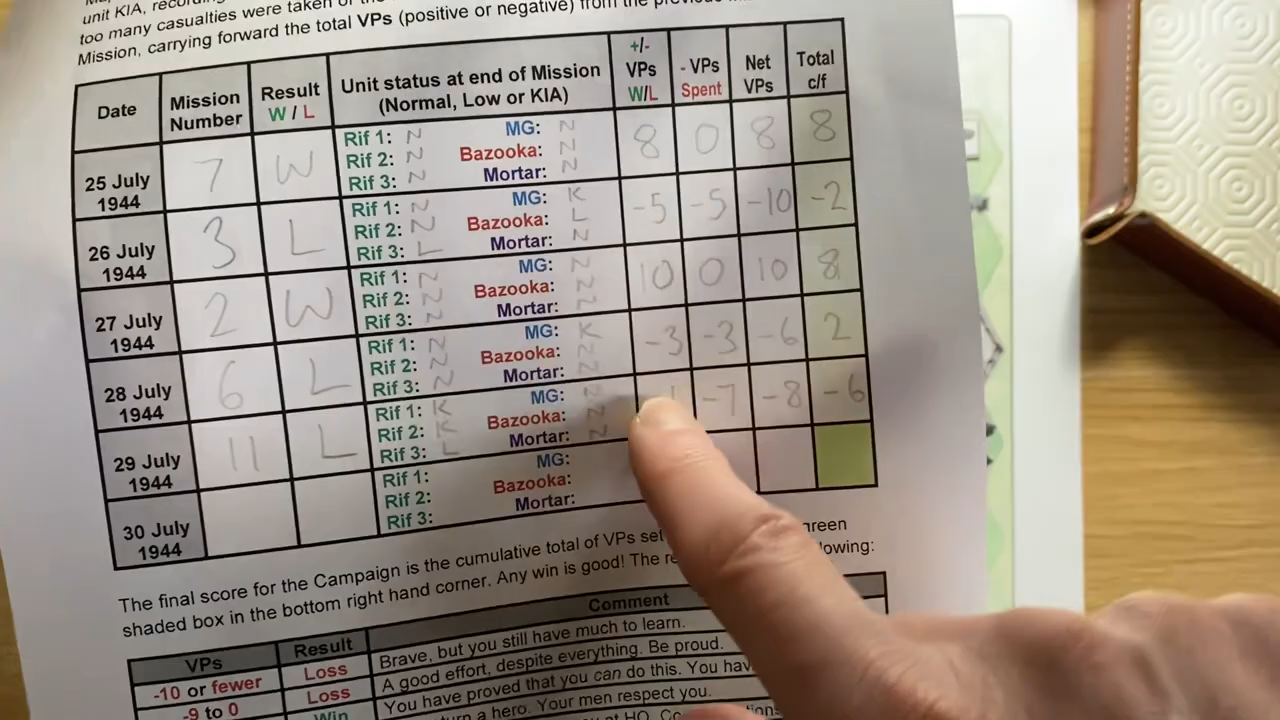 unit KIA,
too many casualties were taken
Mission, carrying forward the total VPs (positive or negative) from the previous
Date Mission Number Result W / L Unit status at end of Mission (Normal, Low or KIA) +/- VPs W/L - VPs Spent Net VPs Total c/f
25 July 1944 7 W Rif 1: N MG: N 8 0 8 8
Rif 2: N Bazooka: N
Rif 3: N Mortar: N
26 July 1944 3 L Rif 1: N MG: K -5 -5 -10 -2
Rif 2: N Bazooka: L
Rif 3: L Mortar: N
27 July 1944 2 W Rif 1: N MG: N 10 0 10 8
Rif 2: N Bazooka: N
Rif 3: N Mortar: N
28 July 1944 6 L Rif 1: N MG: K -3 -3 -6 2
Rif 2: N Bazooka: N
Rif 3: N Mortar: N
29 July 1944 11 L Rif 1: K MG: N -7 -8 -6
Rif 2: K Bazooka: N
Rif 3: L Mortar: N
30 July 1944 Rif 1: MG:
Rif 2: Bazooka:
Rif 3: Mortar:
The final score for the Campaign is the cumulative total of VPs set
shaded box in the bottom right hand corner. Any win is good! The
VPs Result Comment
-10 or fewer Loss Brave, but you still have much to learn.
-9 to 0 Loss A good effort, despite everything. Be proud.
Win You have proved that you can do this. You
a hero. Your men respect you.
at HQ.